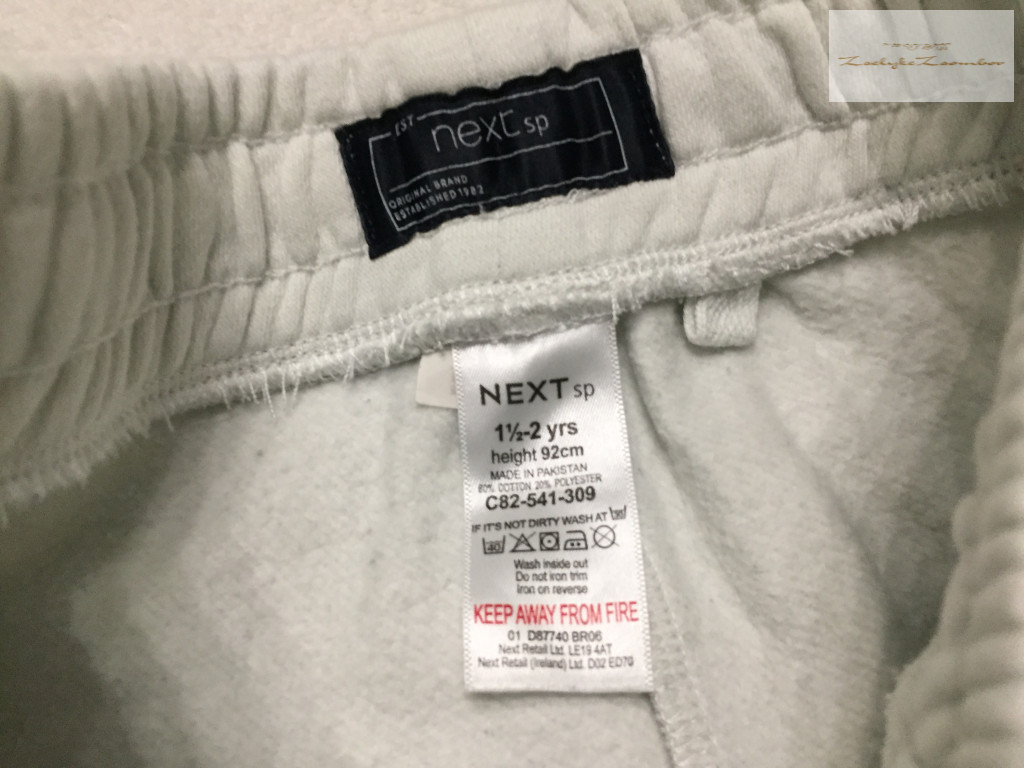 EST
next sp
ORIGINAL BRAND
ESTABLISHED 1982
NEXT sp
1½-2 yrs
height 92cm
MADE IN PAKISTAN
80% COTTON 20% POLYESTER
C82-541-309
IF IT'S NOT DIRTY WASH AT 30
40
Wash inside out
Do not iron trim
Iron on reverse
KEEP AWAY FROM FIRE
01 D87740 BR06
Next Retail Ltd. LE19 4AT
Next Retail (Ireland) Ltd. D02 ED70